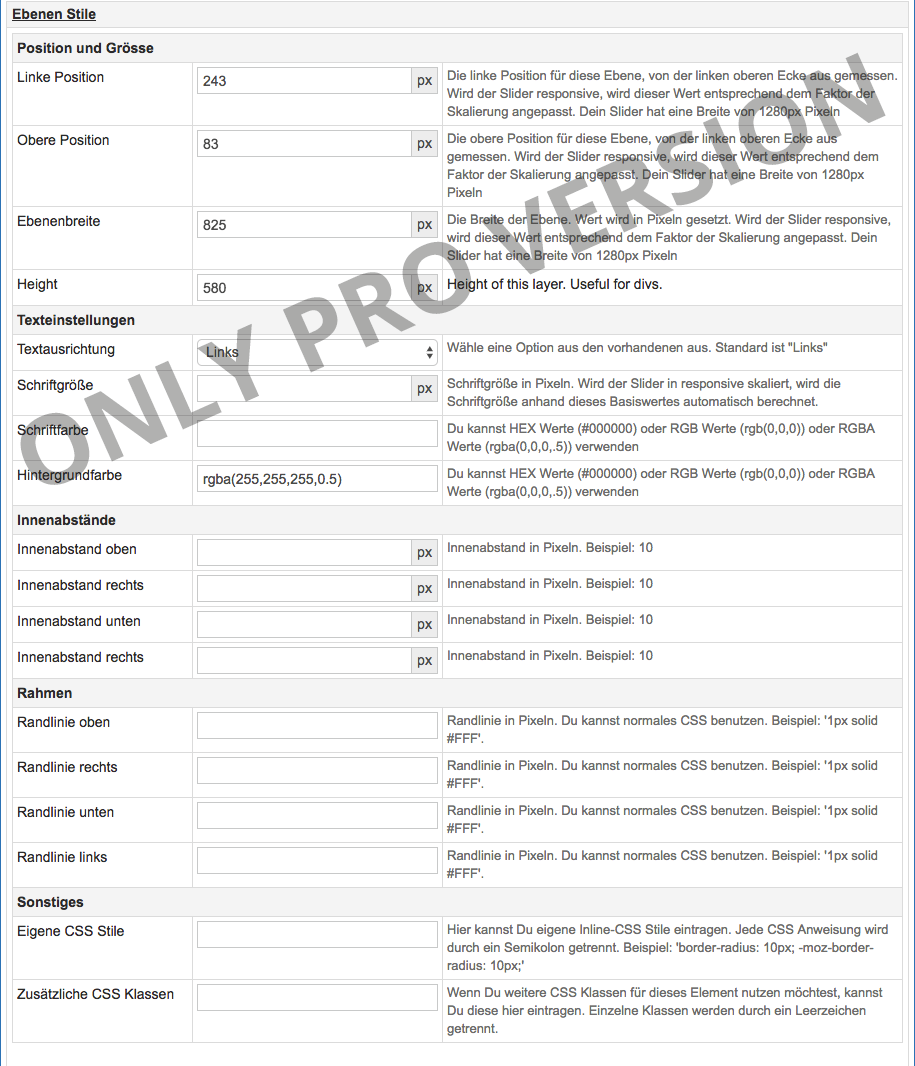 Ebenen Stile
Position und Grösse
Linke Position
243 px
Die linke Position für diese Ebene, von der linken oberen Ecke aus gemessen.
Wird der Slider responsive, wird dieser Wert entsprechend dem Faktor der
Skalierung angepasst. Dein Slider hat eine Breite von 1280px Pixeln
Obere Position
83 px
Die obere Position für diese Ebene, von der linken oberen Ecke aus
gemessen. Wird der Slider responsive, wird dieser Wert entsprechend dem
Faktor der Skalierung angepasst. Dein Slider hat eine Breite von 1280px
Pixeln
Ebenenbreite
825 px
Die Breite der Ebene. Wert wird in Pixeln gesetzt. Wird der Slider responsive,
wird dieser Wert entsprechend dem Faktor der Skalierung angepasst. Dein
Slider hat eine Breite von 1280px Pixeln
Height
580 px
Height of this layer. Useful for divs.
Texteinstellungen
Textausrichtung
Links
Wähle eine Option aus den vorhandenen aus. Standard ist "Links"
Schriftgröße
px
Schriftgröße in Pixeln. Wird der Slider in responsive skaliert, wird die
Schriftgröße anhand dieses Basiswertes automatisch berechnet.
Schriftfarbe
Du kannst HEX Werte (#000000) oder RGB Werte (rgb(0,0,0)) oder RGBA
Werte (rgba(0,0,0,.5)) verwenden
Hintergrundfarbe
rgba(255,255,255,0.5)
Du kannst HEX Werte (#000000) oder RGB Werte (rgb(0,0,0)) oder RGBA
Werte (rgba(0,0,0,.5)) verwenden
Innenabstände
Innenabstand oben
px
Innenabstand in Pixeln. Beispiel: 10
Innenabstand rechts
px
Innenabstand in Pixeln. Beispiel: 10
Innenabstand unten
px
Innenabstand in Pixeln. Beispiel: 10
Innenabstand rechts
px
Innenabstand in Pixeln. Beispiel: 10
Rahmen
Randlinie oben
Randlinie in Pixeln. Du kannst normales CSS benutzen. Beispiel: '1px solid
#FFF'.
Randlinie rechts
Randlinie in Pixeln. Du kannst normales CSS benutzen. Beispiel: '1px solid
#FFF'.
Randlinie unten
Randlinie in Pixeln. Du kannst normales CSS benutzen. Beispiel: '1px solid
#FFF'.
Randlinie links
Randlinie in Pixeln. Du kannst normales CSS benutzen. Beispiel: '1px solid
#FFF'.
Sonstiges
Eigene CSS Stile
Hier kannst Du eigene Inline-CSS Stile eintragen. Jede CSS Anweisung wird
durch ein Semikolon getrennt. Beispiel: 'border-radius: 10px; -moz-border-
radius: 10px;'
Zusätzliche CSS Klassen
Wenn Du weitere CSS Klassen für dieses Element nutzen möchtest, kannst
Du diese hier eintragen. Einzelne Klassen werden durch ein Leerzeichen
getrennt.
ONLY PRO VERSION